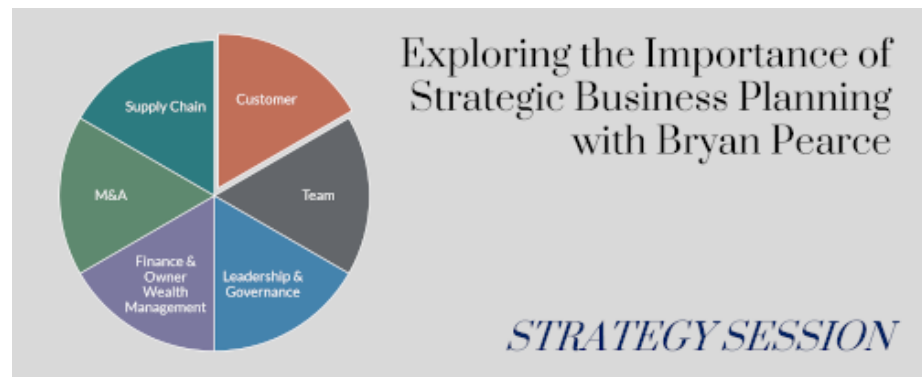 Exploring the Importance of
Strategic Business Planning
with Bryan Pearce
Supply Chain
Customer
M&A
Team
Finance &
Owner
Wealth
Management
Leadership &
Governance
STRATEGY SESSION